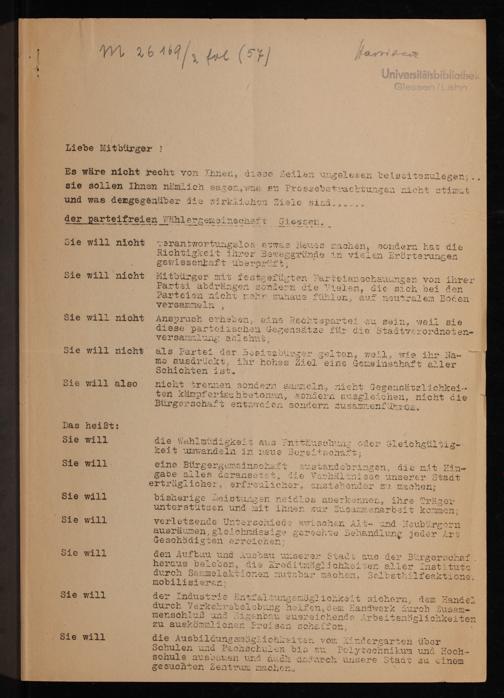 M 26169/2 fol (57)
Universitätsbibliothek
Giessen/Lahn
Liebe Mitbürger !
Es wäre nicht recht von Ihnen, diese Zeilen ungelesen beiseitezulegen;..
sie sollen Ihnen nämlich sagen, was an Pressebetrachtungen nicht stimmt
und was demgegenüber die wirklichen Ziele sind......
der parteifreien Wählergemeinschaft Giessen.
Sie will nicht verantwortungslos etwas Neues machen, sondern hat die
Richtigkeit ihrer Beweggründe in vielen Erörterungen
gewissenhaft überprüft,
Sie will nicht Mitbürger mit festgefügten Parteianschauungen von ihrer
Partei abdrängen sondern die Vielen, die sich bei den
Parteien nicht mehr zuhause fühlen, auf neutralem Boden
versammeln ,
Sie will nicht Anspruch erheben, eine Rechtspartei zu sein, weil sie
diese parteiischen Gegensätze für die Stadtverordneten-
versammlung ablehnt,
Sie will nicht als Partei der Besitzbürger gelten, weil, wie ihr Na-
me ausdrückt, ihr hohes Ziel eine Gemeinschaft aller
Schichten ist.
Sie will also nicht trennen sondern sammeln, nicht Gegensätzlichkei-
ten kämpferisch betonen, sondern ausgleichen, nicht die
Bürgerschaft entzweien sondern zusammenführen.
Das heißt:
Sie will die Wahlmüdigkeit aus Enttäuschung oder Gleichgültig-
keit umwandeln in neue Bereitschaft;
Sie will eine Bürgergemeinschaft zustandebringen, die mit Hin-
gabe alles daransetzt, die Verhältnisse unserer Stadt
erträglicher, erfreulicher, anziehender zu machen;
Sie will bisherige Leistungen neidlos anerkennen, ihre Träger
unterstützen und mit ihnen zur Zusammenarbeit kommen;
Sie will verletzende Unterschiede zwischen Alt- und Neubürgern
ausräumen, gleichmässige gerechte Behandlung jeder Art
Geschädigten erreichen;
Sie will den Aufbau und Ausbau unserer Stadt aus der Bürgerschaf
heraus beleben, die Kreditmöglichkeiten aller Institute
durch Sammelaktionen nutzbar machen, Selbsthilfeaktione
mobilisieren;
Sie will der Industrie Entfaltungsmöglichkeit sichern, dem Handel
durch Verkehrsbelebung helfen, dem Handwerk durch Zusam-
menschluß und Eigenbau ausreichende Arbeitsmöglichkeiten
zu auskömmlichen Preisen schaffen,
Sie will die Ausbildungsmöglichkeiten vom Kindergarten über
Schulen und Fachschulen bis zu Polytechnikum und Hoch-
schule ausbauen und auch dadurch unsere Stadt zu einem
gesuchten Zentrum machen.